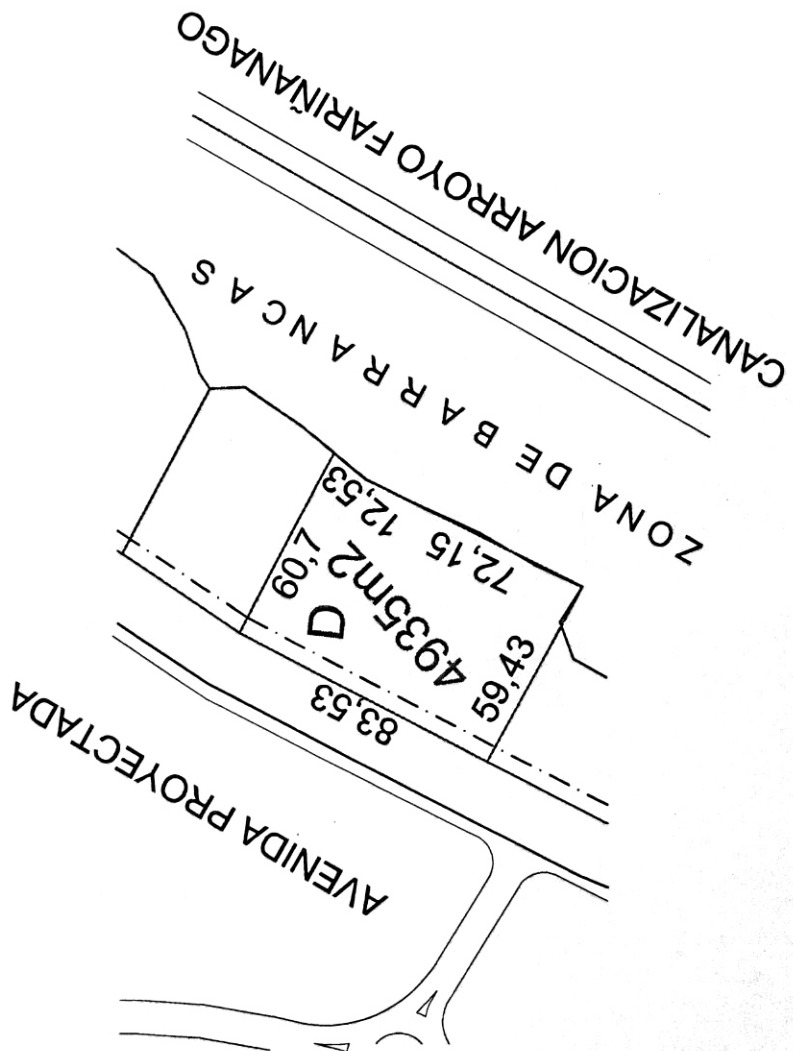 CANALIZACION ARROYO FARIÑANAGO
ZONA DE BARRANCAS
12,53
72,15
60,7
D
4935m2
59,43
83,53
AVENIDA PROYECTADA